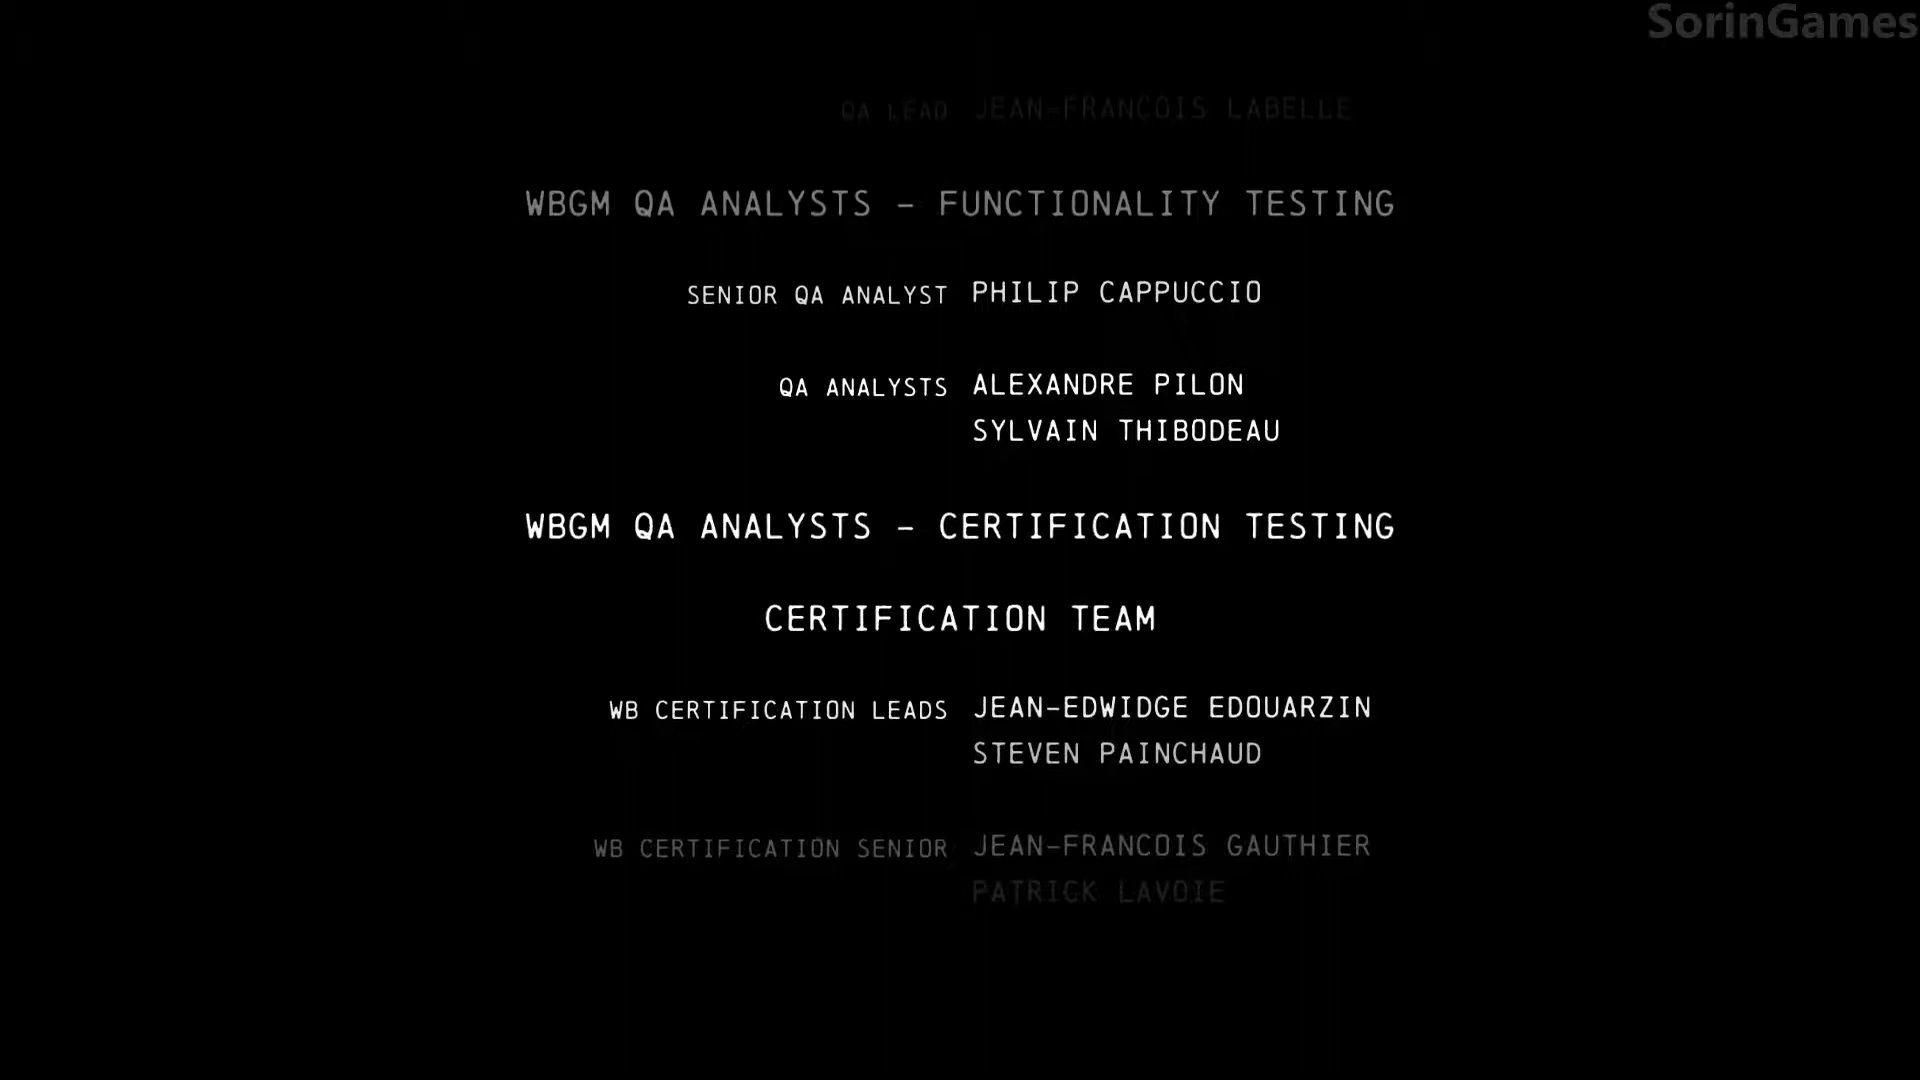 SorinGames
QA LEAD JEAN-FRANCOIS LABELLE
WBGM QA ANALYSTS - FUNCTIONALITY TESTING
SENIOR QA ANALYST PHILIP CAPPUCCIO
QA ANALYSTS ALEXANDRE PILON
SYLVAIN THIBODEAU
WBGM QA ANALYSTS - CERTIFICATION TESTING
CERTIFICATION TEAM
WB CERTIFICATION LEADS JEAN-EDWIDGE EDOUARZIN
STEVEN PAINCHAUD
WB CERTIFICATION SENIOR JEAN-FRANCOIS GAUTHIER
PATRICK LAVOIE